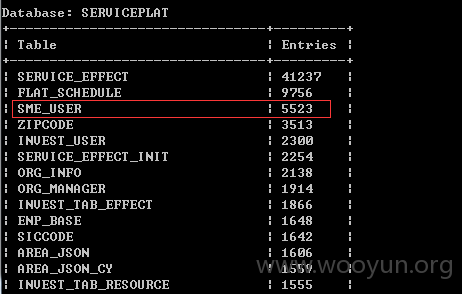 Database: SERVICEPLAT
| Table | Entries |
| SERVICE_EFFECT | 41237 |
| FLAT_SCHEDULE | 9756 |
| SME_USER | 5523 |
| ZIPCODE | 3513 |
| INVEST_USER | 2300 |
| SERVICE_EFFECT_INIT | 2254 |
| ORG_INFO | 2138 |
| ORG_MANAGER | 1914 |
| INVEST_TAB_EFFECT | 1866 |
| ENP_BASE | 1648 |
| SICCODE | 1642 |
| AREA_JSON | 1606 |
| AREA_JSON_CY |
| INVEST_TAB_RESOURCE | 1555 |
www.wooyun.org